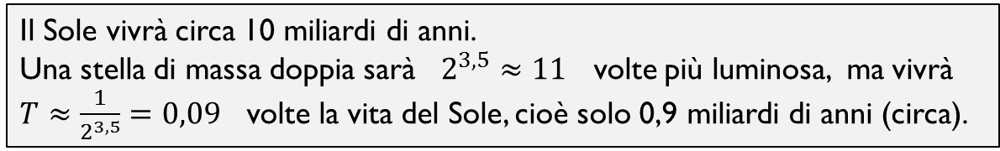 Il Sole vivrà circa 10 miliardi di anni.
Una stella di massa doppia sarà 2^{3,5} ≈ 11 volte più luminosa, ma vivrà
T ≈ \frac{1}{2^{3,5}} = 0,09 volte la vita del Sole, cioè solo 0,9 miliardi di anni (circa).